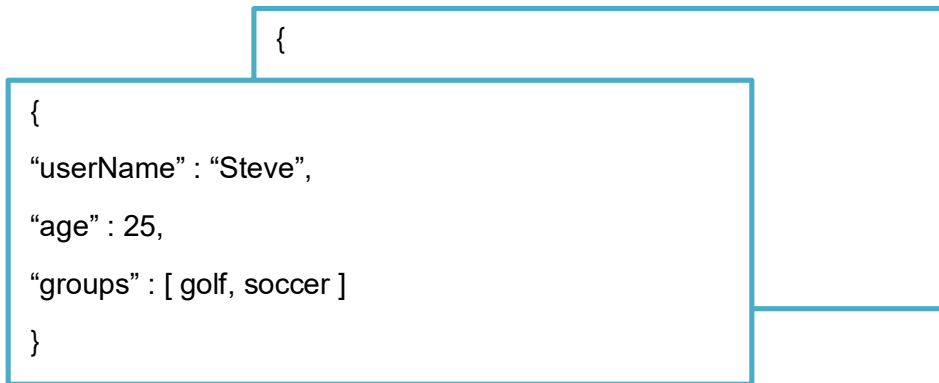 {
{
“userName” : “Steve”,
“age” : 25,
“groups” : [ golf, soccer ]
}